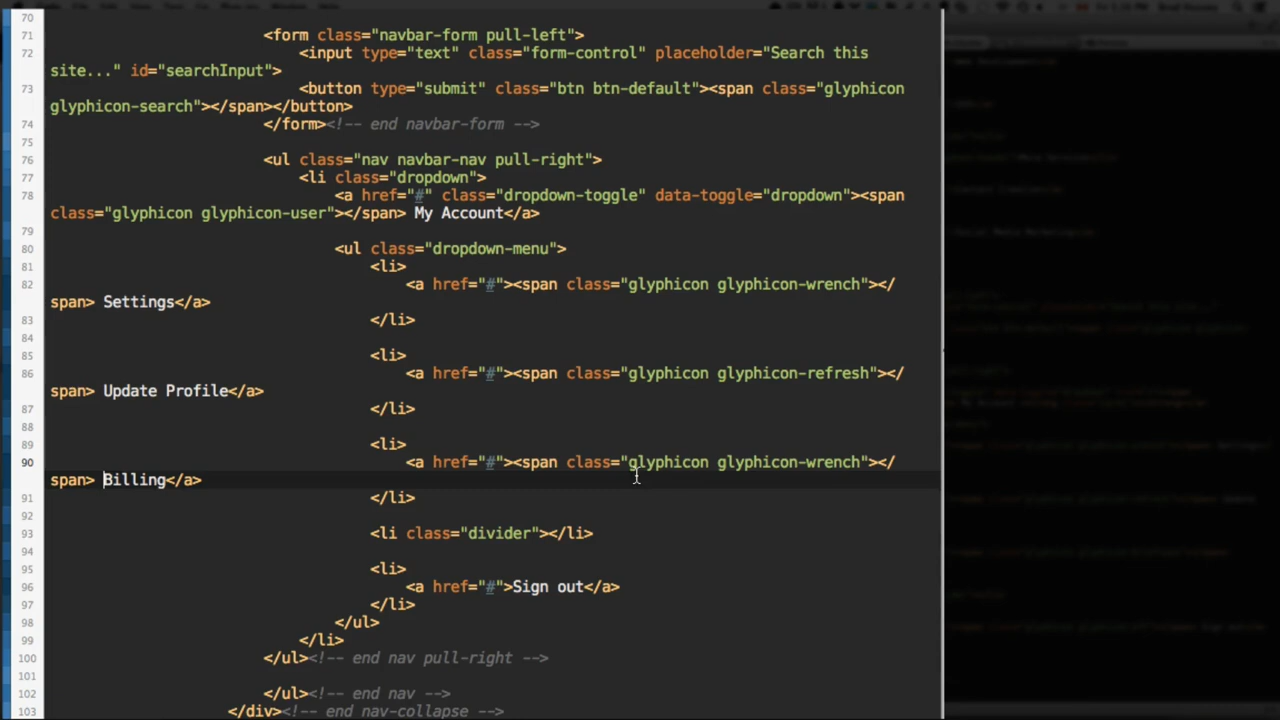 70
71 <form class="navbar-form pull-left">
72 <input type="text" class="form-control" placeholder="Search this
site..." id="searchInput">
73 <button type="submit" class="btn btn-default"><span class="glyphicon
glyphicon-search"></span></button>
74 </form><!-- end navbar-form -->
75
76 <ul class="nav navbar-nav pull-right">
77 <li class="dropdown">
78 <a href="#" class="dropdown-toggle" data-toggle="dropdown"><span
class="glyphicon glyphicon-user"></span> My Account</a>
79
80 <ul class="dropdown-menu">
81 <li>
82 <a href="#"><span class="glyphicon glyphicon-wrench"></
span> Settings</a>
83 </li>
84
85 <li>
86 <a href="#"><span class="glyphicon glyphicon-refresh"></
span> Update Profile</a>
87 </li>
88
89 <li>
90 <a href="#"><span class="glyphicon glyphicon-wrench"></
span> Billing</a>
91 </li>
92
93 <li class="divider"></li>
94
95 <li>
96 <a href="#">Sign out</a>
97 </li>
98 </ul>
99 </li>
100 </ul><!-- end nav pull-right -->
101
102 </ul><!-- end nav -->
103 </div><!-- end nav-collapse -->